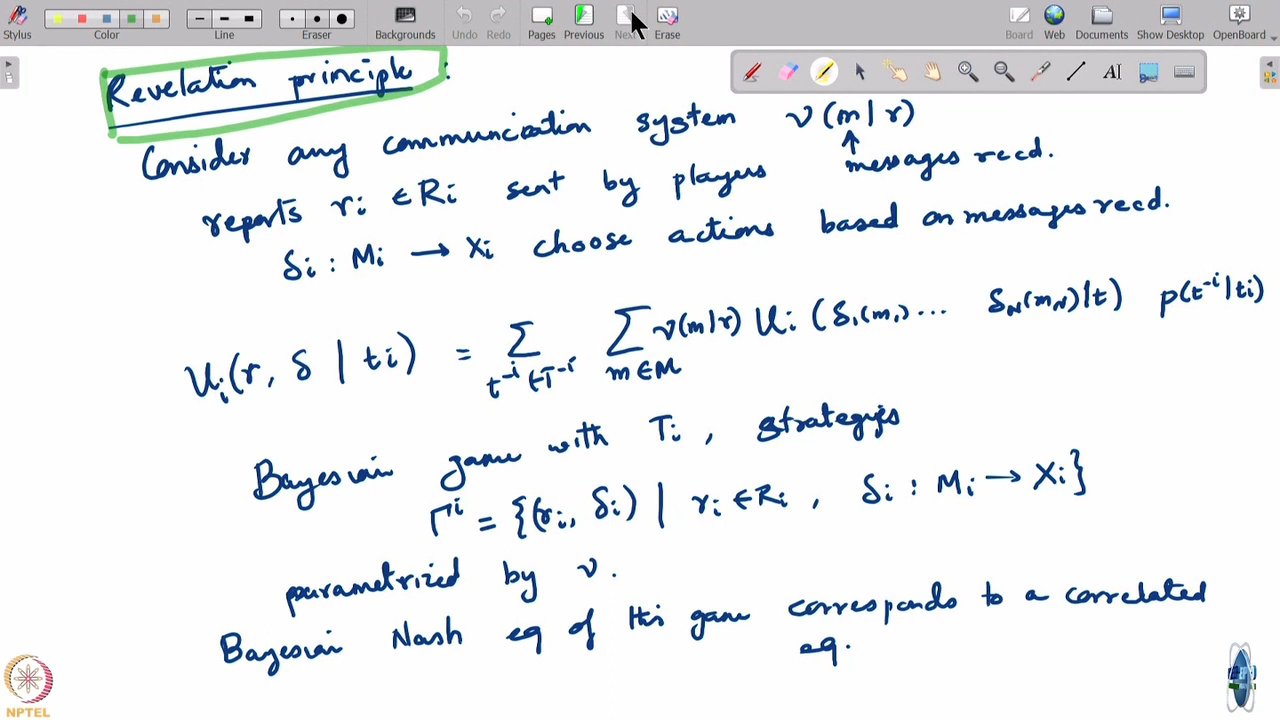 Stylus Color Line Eraser Backgrounds Undo Redo Pages Previous Next Erase Board Web Documents Show Desktop OpenBoard
Revelation principle :
Consider any communciation system ν(m|r)
↑
messages recd.
reports ri ∈ Ri sent by players
δi : Mi → Xi choose actions based on messages recd.
Ui(r, δ | ti) = Σ Σ ν(m|r) Ui (δ1(m1) ... δN(mN)|t) p(t-i|ti)
t-i ∈ T-i m ∈ M
Bayesian game with Ti , strategies
Γi = {(ri, δi) | ri ∈ Ri , δi : Mi → Xi}
parametrized by ν.
Bayesian Nash eq of this game corresponds to a correlated
eq.
NPTEL